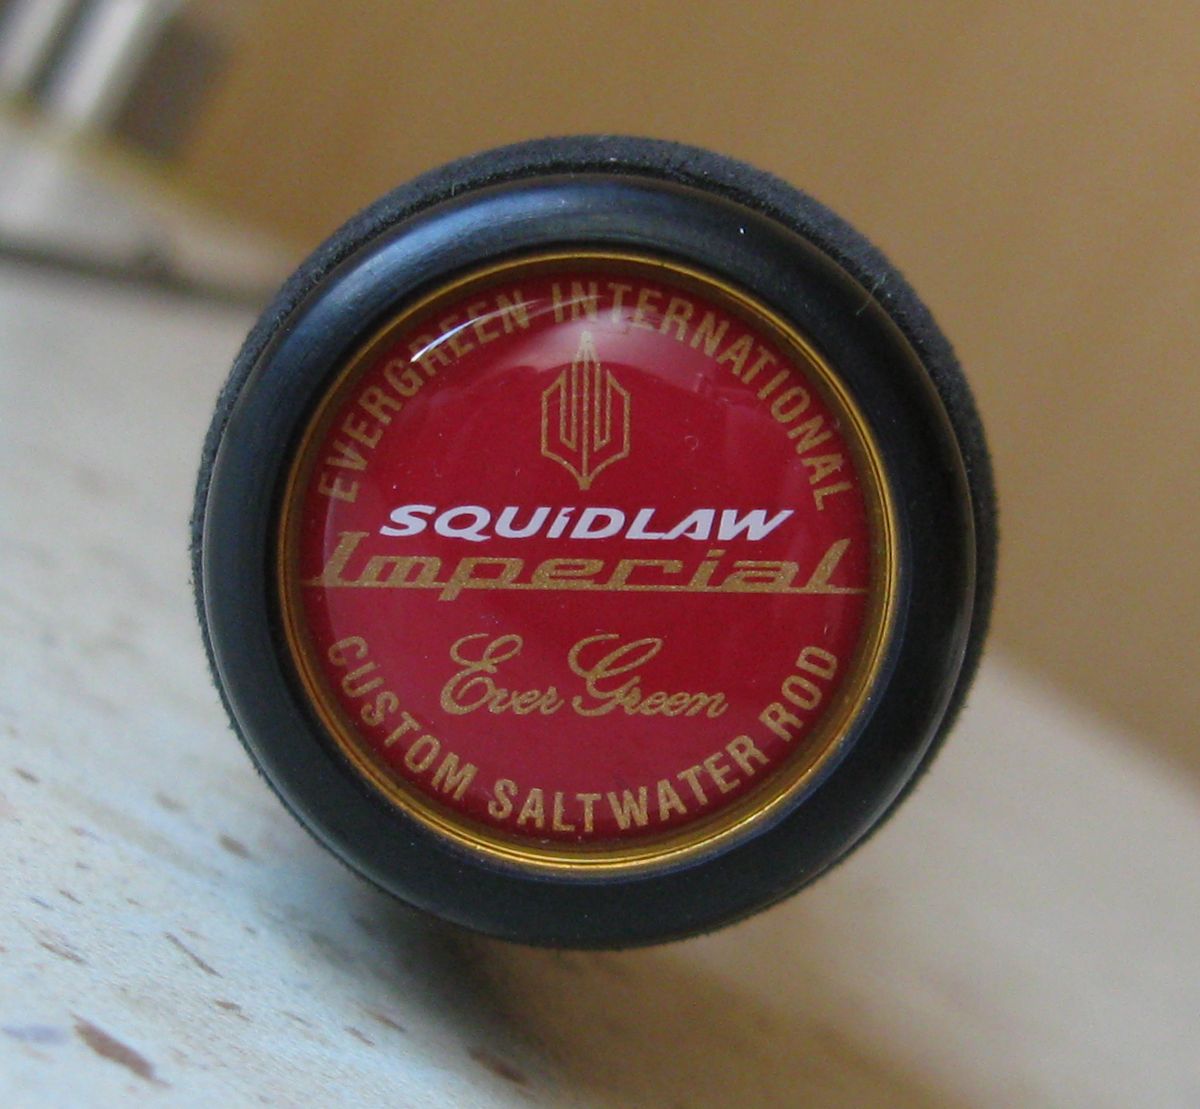 EVERGREEN INTERNATIONAL
SQUiDLAW
Imperial
Ever Green
CUSTOM SALTWATER ROD